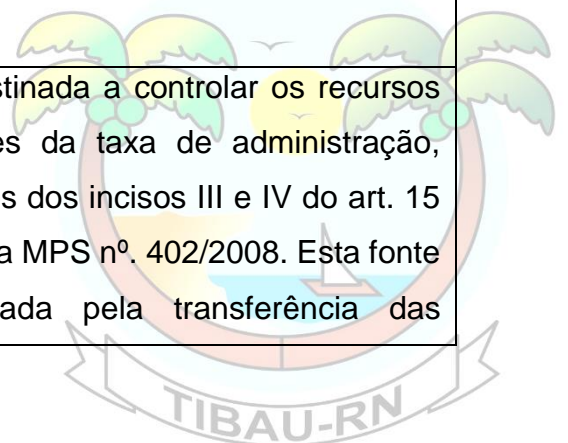 stinada a controlar os recursos
es da taxa de administração,
s dos incisos III e IV do art. 15
a MPS nº. 402/2008. Esta fonte
ada pela transferência das
TIBAU-RN